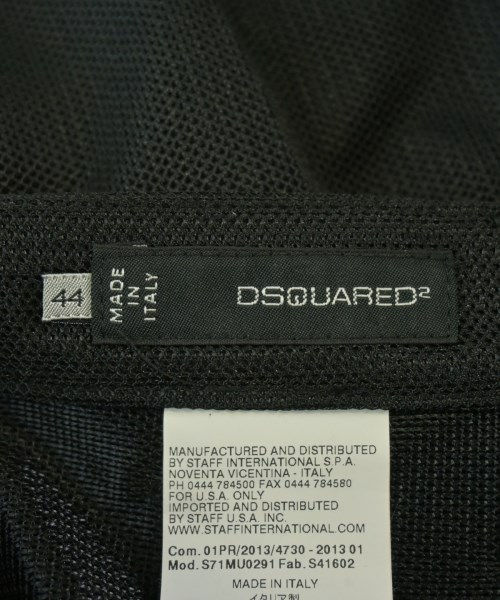 44
MADE
IN
ITALY
DSQUARED2
MANUFACTURED AND DISTRIBUTED
BY STAFF INTERNATIONAL S.P.A.
NOVENTA VICENTINA - ITALY
PH 0444 784500 FAX 0444 784580
FOR U.S.A. ONLY
IMPORTED AND DISTRIBUTED
BY STAFF U.S.A. INC.
WWW.STAFFINTERNATIONAL.COM
Com. 01PR/2013/4730 - 2013 01
Mod. S71MU0291 Fab. S41602
MADE IN ITALY
イタリア製